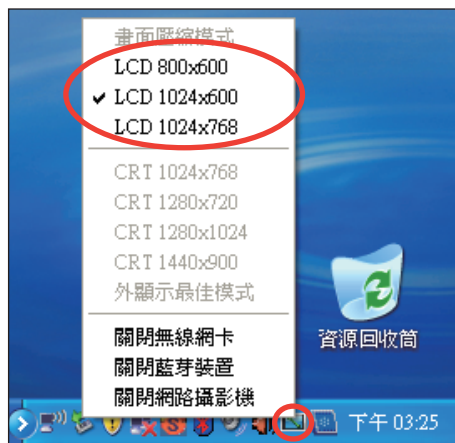 畫面壓縮模式
LCD 800x600
LCD 1024x600
LCD 1024x768
CRT 1024x768
CRT 1280x720
CRT 1280x1024
CRT 1440x900
外顯示最佳模式
關閉無線網卡
關閉藍芽裝置
關閉網路攝影機
資源回收筒
下午 03:25